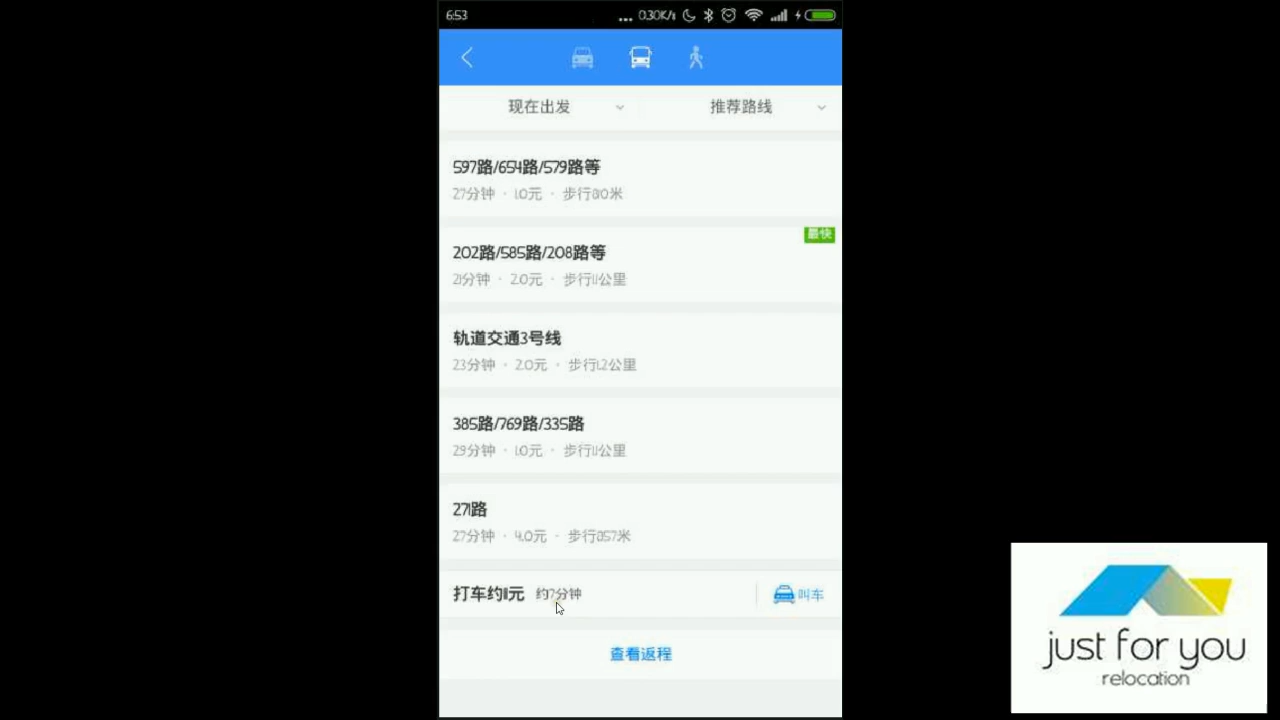 6:53
... 0.30K/s
现在出发
推荐路线
597路/654路/579路等
27分钟 · 1.0元 · 步行810米
最快
202路/585路/208路等
21分钟 · 2.0元 · 步行1.1公里
轨道交通3号线
23分钟 · 2.0元 · 步行1.2公里
385路/769路/335路
29分钟 · 1.0元 · 步行1.1公里
271路
27分钟 · 4.0元 · 步行857米
打车约11元 约7分钟
叫车
查看返程
just for you
relocation